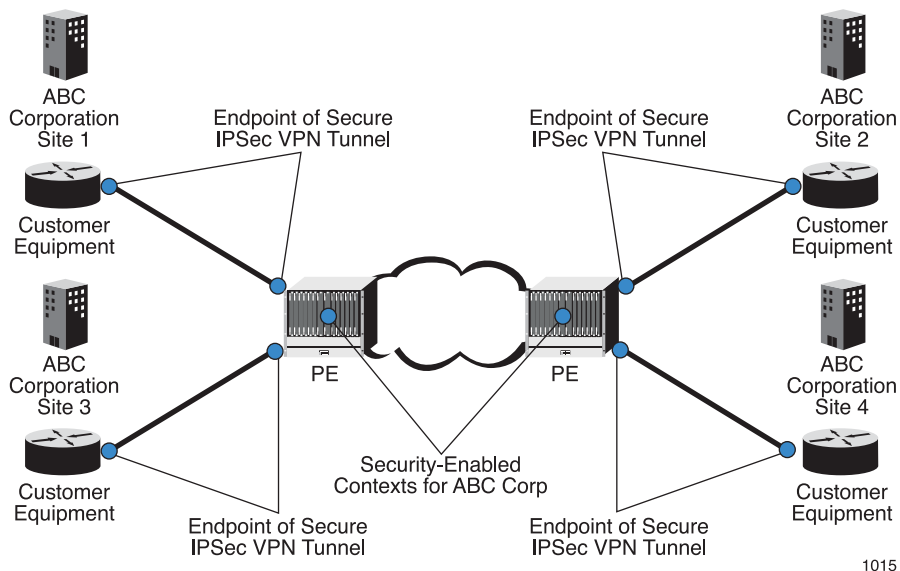 ABC
Corporation
Site 1
Endpoint of Secure
IPSec VPN Tunnel
Endpoint of Secure
IPSec VPN Tunnel
ABC
Corporation
Site 2
Customer
Equipment
Customer
Equipment
ABC
Corporation
Site 3
PE
PE
ABC
Corporation
Site 4
Security-Enabled
Contexts for ABC Corp
Customer
Equipment
Customer
Equipment
Endpoint of Secure
IPSec VPN Tunnel
Endpoint of Secure
IPSec VPN Tunnel
1015